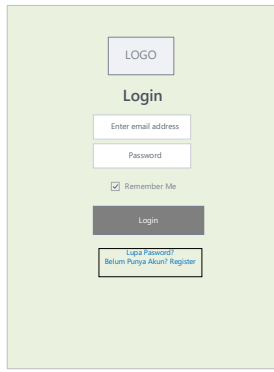 LOGO
Login
Enter email address
Password
Remember Me
Login
Lupa Pasword?
Belum Punya Akun? Register